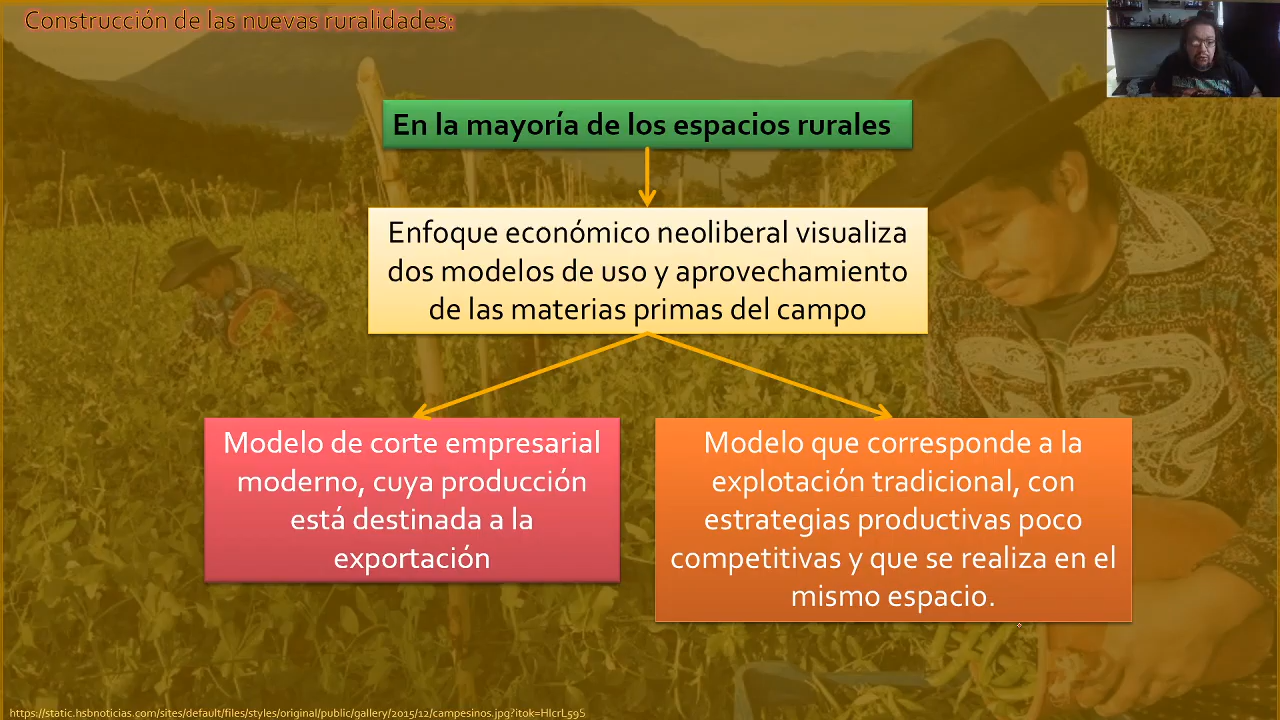 Construcción de las nuevas ruralidades:
En la mayoría de los espacios rurales
Enfoque económico neoliberal visualiza
dos modelos de uso y aprovechamiento
de las materias primas del campo
Modelo de corte empresarial
moderno, cuya producción
está destinada a la
exportación
Modelo que corresponde a la
explotación tradicional, con
estrategias productivas poco
competitivas y que se realiza en el
mismo espacio.
https://static.hsbnoticias.com/sites/default/files/styles/original/public/gallery/2015/12/campesinos.jpg?itok=HIcrL59S